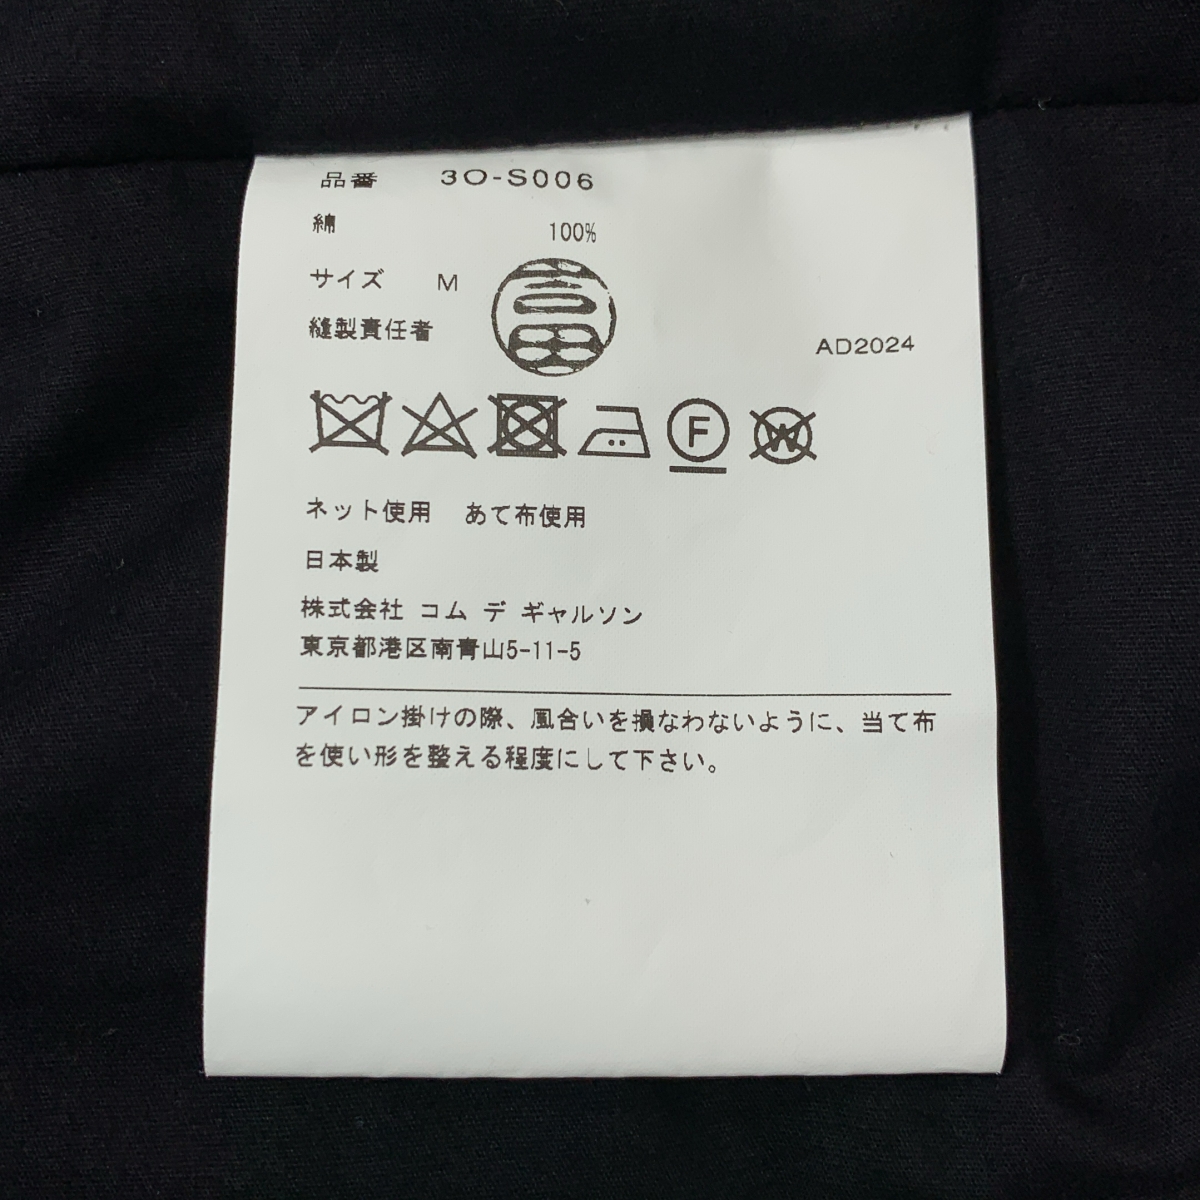 品番 3O-S006
綿 100%
サイズ M
縫製責任者
AD2024
F W
ネット使用 あて布使用
日本製
株式会社 コム デ ギャルソン
東京都港区南青山5-11-5
アイロン掛けの際、風合いを損なわないように、当て布
を使い形を整える程度にして下さい。